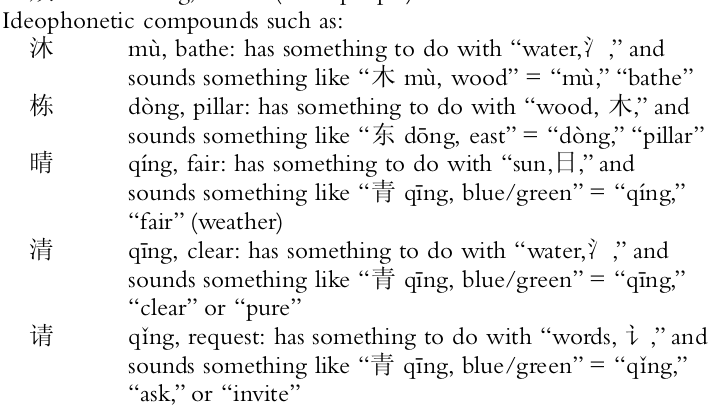 Ideophonetic compounds such as:
沐 mù, bathe: has something to do with “water,氵,” and
sounds something like “木 mù, wood” = “mù,” “bathe”
栋 dòng, pillar: has something to do with “wood, 木,” and
sounds something like “东 dōng, east” = “dòng,” “pillar”
晴 qíng, fair: has something to do with “sun,日,” and
sounds something like “青 qīng, blue/green” = “qíng,”
“fair” (weather)
清 qīng, clear: has something to do with “water,氵,” and
sounds something like “青 qīng, blue/green” = “qīng,”
“clear” or “pure”
请 qǐng, request: has something to do with “words, 讠,” and
sounds something like “青 qīng, blue/green” = “qǐng,”
“ask,” or “invite”